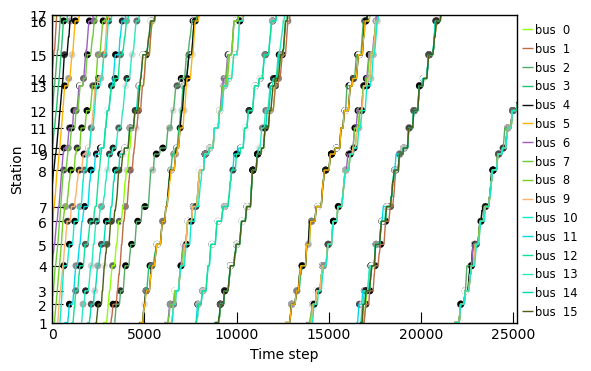 17
16
15
14
13
12
11
10
9
8
7
6
5
4
3
2
1
Station
0
5000
10000
15000
20000
25000
Time step
bus 0
bus 1
bus 2
bus 3
bus 4
bus 5
bus 6
bus 7
bus 8
bus 9
bus 10
bus 11
bus 12
bus 13
bus 14
bus 15